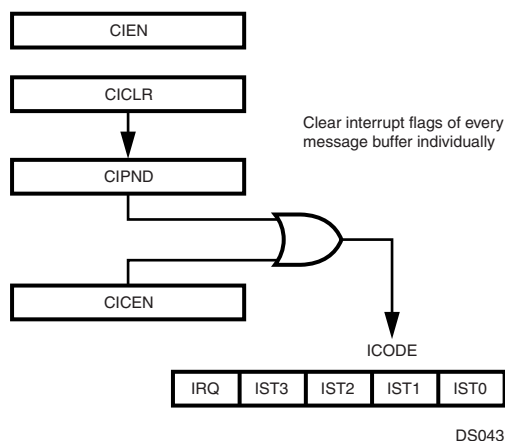 CIEN
CICLR
Clear interrupt flags of every
message buffer individually
CIPND
CICEN
ICODE
IRQ IST3 IST2 IST1 IST0
DS043